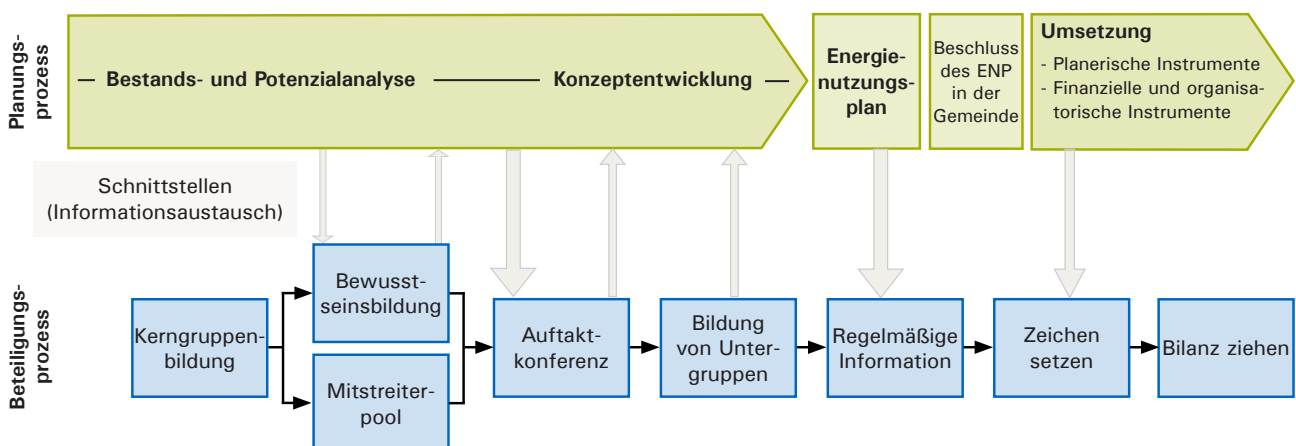 Planungs-
prozess
— Bestands- und Potenzialanalyse —— Konzeptentwicklung —
Energie-
nutzungs-
plan
Beschluss
des ENP
in der
Gemeinde
Umsetzung
- Planerische Instrumente
- Finanzielle und organisa-
torische Instrumente
Schnittstellen
(Informationsaustausch)
Beteiligungs-
prozess
Kerngruppen-
bildung
Bewusst-
seinsbildung
Mitstreiter-
pool
Auftakt-
konferenz
Bildung
von Unter-
gruppen
Regelmäßige
Information
Zeichen
setzen
Bilanz ziehen